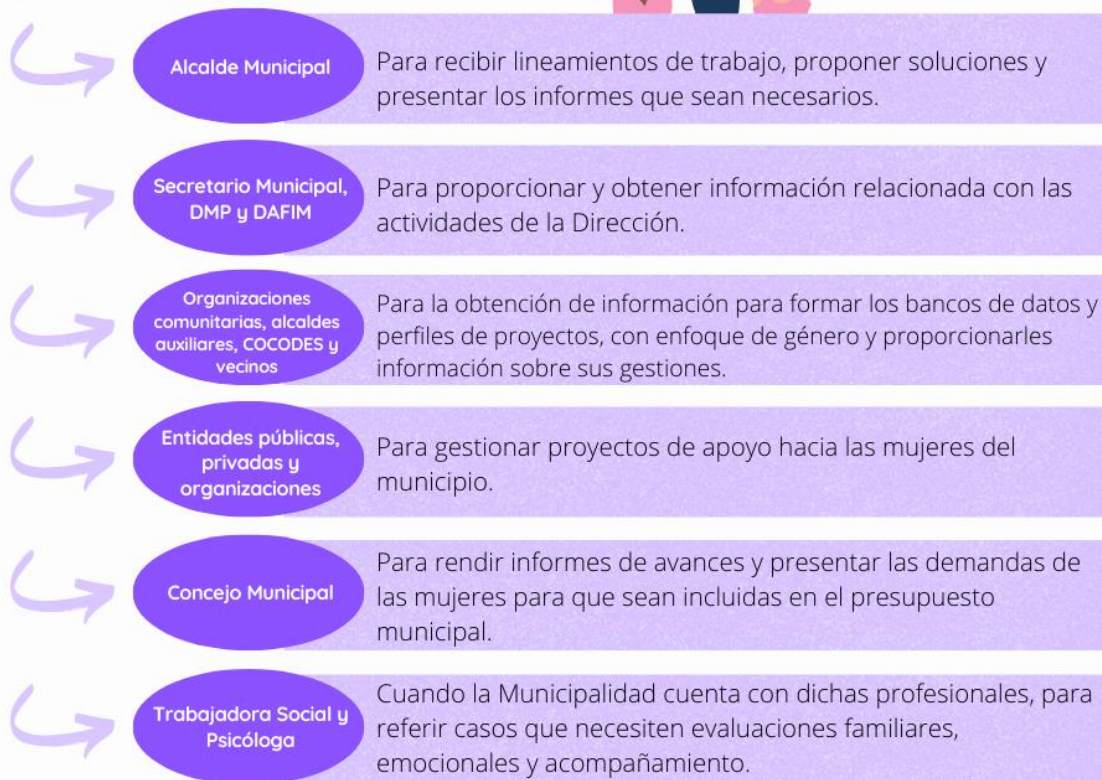 Alcalde Municipal
Para recibir lineamientos de trabajo, proponer soluciones y
presentar los informes que sean necesarios.
Secretario Municipal,
DMP y DAFIM
Para proporcionar y obtener información relacionada con las
actividades de la Dirección.
Organizaciones
comunitarias, alcaldes
auxiliares, COCODES y
vecinos
Para la obtención de información para formar los bancos de datos y
perfiles de proyectos, con enfoque de género y proporcionarles
información sobre sus gestiones.
Entidades públicas,
privadas y
organizaciones
Para gestionar proyectos de apoyo hacia las mujeres del
municipio.
Concejo Municipal
Para rendir informes de avances y presentar las demandas de
las mujeres para que sean incluidas en el presupuesto
municipal.
Trabajadora Social y
Psicóloga
Cuando la Municipalidad cuenta con dichas profesionales, para
referir casos que necesiten evaluaciones familiares,
emocionales y acompañamiento.